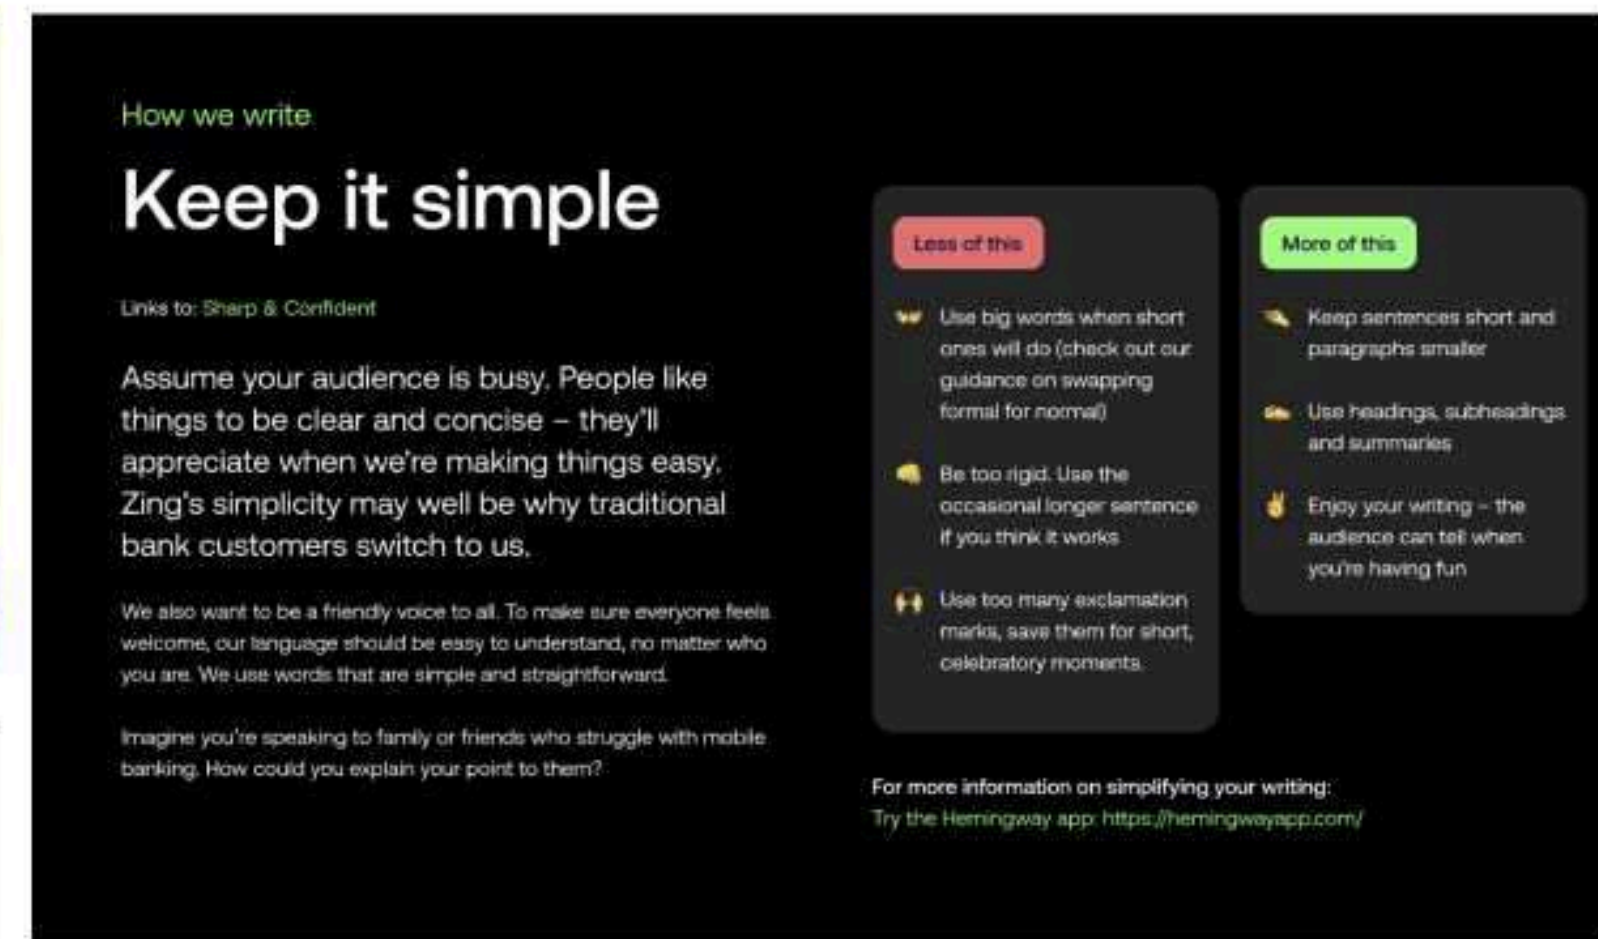 How we write
Keep it simple
Links to: Sharp & Confident
Assume your audience is busy. People like
things to be clear and concise – they'll
appreciate when we're making things easy.
Zing's simplicity may well be why traditional
bank customers switch to us.
We also want to be a friendly voice to all. To make sure everyone feels
welcome, our language should be easy to understand, no matter who
you are. We use words that are simple and straightforward.
Imagine you're speaking to family or friends who struggle with mobile
banking. How could you explain your point to them?
Less of this
Use big words when short
ones will do (check out our
guidance on swapping
formal for normal)
Be too rigid. Use the
occasional longer sentence
if you think it works
Use too many exclamation
marks, save them for short,
celebratory moments.
More of this
Keep sentences short and
paragraphs smaller
Use headings, subheadings
and summaries
Enjoy your writing – the
audience can tell when
you're having fun
For more information on simplifying your writing:
Try the Hemingway app: https://hemingwayapp.com/